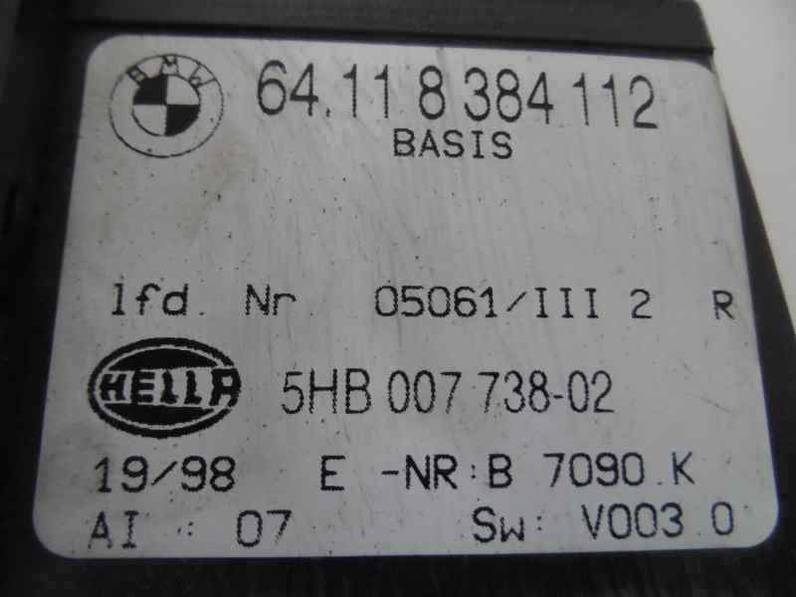 BMW 64.11 8 384 112
BASIS
lfd. Nr 05061/III 2 R
HELLA 5HB 007 738-02
19/98 E -NR:B 7090.K
AI : 07 Sw: V003.0